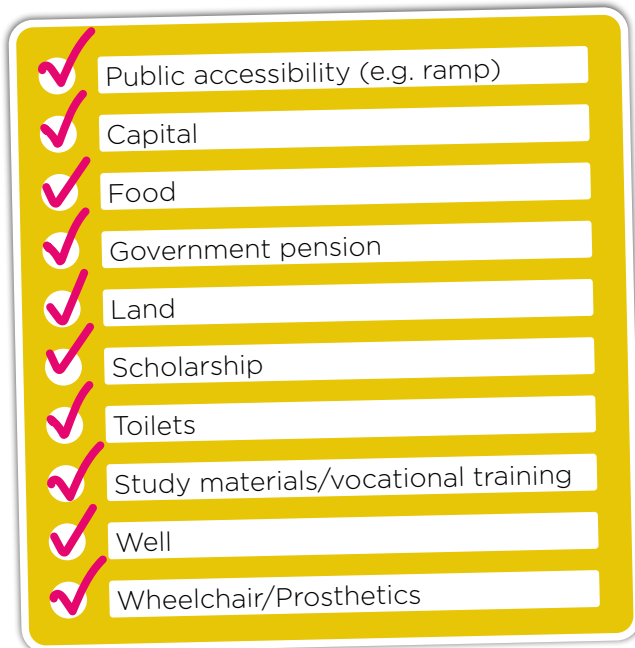 Public accessibility (e.g. ramp)
Capital
Food
Government pension
Land
Scholarship
Toilets
Study materials/vocational training
Well
Wheelchair/Prosthetics